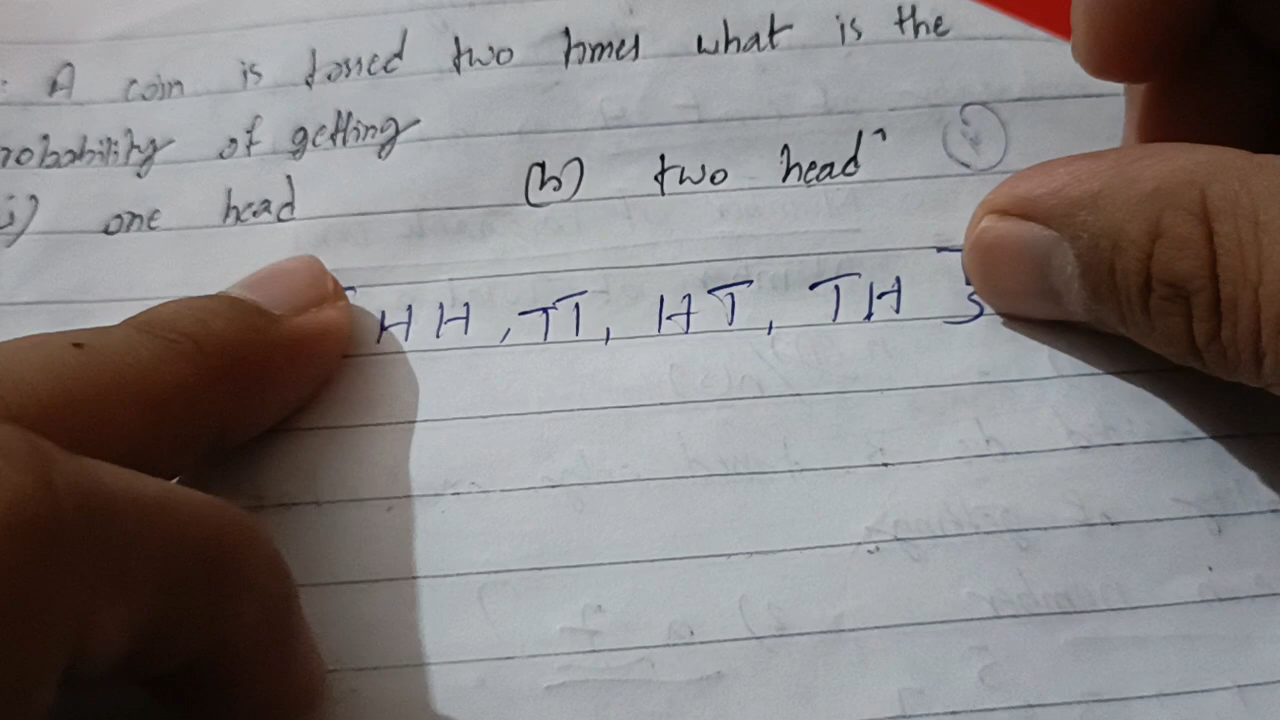 A coin is tossed two times what is the
robability of getting
i) one head (b) two head
HH, TT, HT, TH }